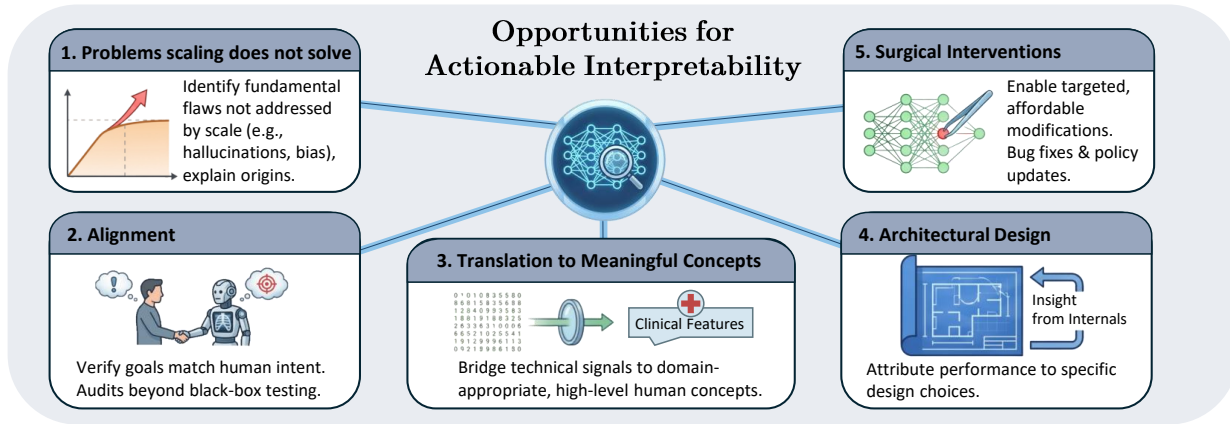 Opportunities for
Actionable Interpretability
1. Problems scaling does not solve
Identify fundamental
flaws not addressed
by scale (e.g.,
hallucinations, bias),
explain origins.
2. Alignment
!
Verify goals match human intent.
Audits beyond black-box testing.
3. Translation to Meaningful Concepts
Clinical Features
Bridge technical signals to domain-
appropriate, high-level human concepts.
4. Architectural Design
Insight
from Internals
Attribute performance to specific
design choices.
5. Surgical Interventions
Enable targeted,
affordable
modifications.
Bug fixes & policy
updates.